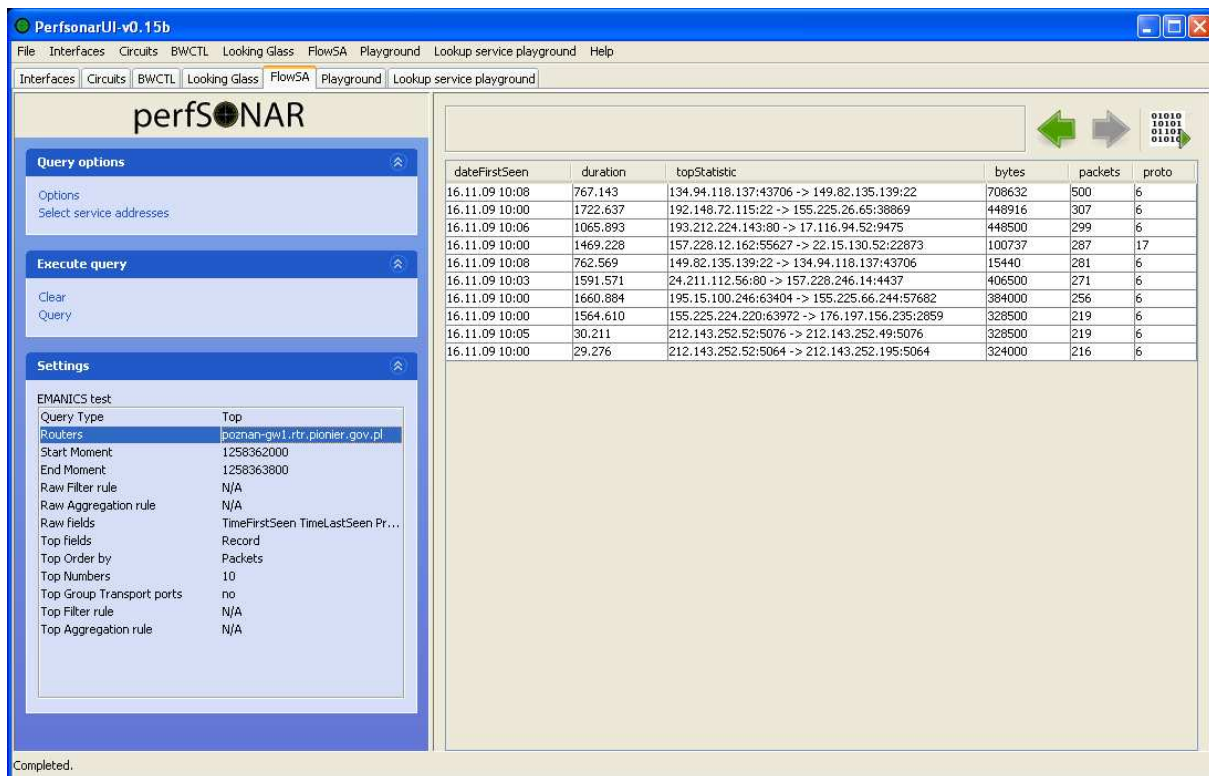 PerfsonarUI-v0.15b
File Interfaces Circuits BWCTL Looking Glass FlowSA Playground Lookup service playground Help
Interfaces Circuits BWCTL Looking Glass FlowSA Playground Lookup service playground
perfSONAR
Query options
Options
Select service addresses
Execute query
Clear
Query
Settings
EMANICS test
Query Type Top
Routers poznan-gw1.rtr.pionier.gov.pl
Start Moment 1258362000
End Moment 1258363800
Raw Filter rule N/A
Raw Aggregation rule N/A
Raw fields TimeFirstSeen TimeLastSeen Pr...
Top fields Record
Top Order by Packets
Top Numbers 10
Top Group Transport ports no
Top Filter rule N/A
Top Aggregation rule N/A
01010
10101
01101
01010
dateFirstSeen duration topStatistic bytes packets proto
16.11.09 10:08 767.143 134.94.118.137:43706 -> 149.82.135.139:22 708632 500 6
16.11.09 10:00 1722.637 192.148.72.115:22 -> 155.225.26.65:38869 448916 307 6
16.11.09 10:06 1065.893 193.212.224.143:80 -> 17.116.94.52:9475 448500 299 6
16.11.09 10:00 1469.228 157.228.12.162:55627 -> 22.15.130.52:22873 100737 287 17
16.11.09 10:08 762.569 149.82.135.139:22 -> 134.94.118.137:43706 15440 281 6
16.11.09 10:03 1591.571 24.211.112.56:80 -> 157.228.246.14:4437 406500 271 6
16.11.09 10:00 1660.884 195.15.100.246:63404 -> 155.225.66.244:57682 384000 256 6
16.11.09 10:00 1564.610 155.225.224.220:63972 -> 176.197.156.235:2859 328500 219 6
16.11.09 10:05 30.211 212.143.252.52:5076 -> 212.143.252.49:5076 328500 219 6
16.11.09 10:00 29.276 212.143.252.52:5064 -> 212.143.252.195:5064 324000 216 6
Completed.